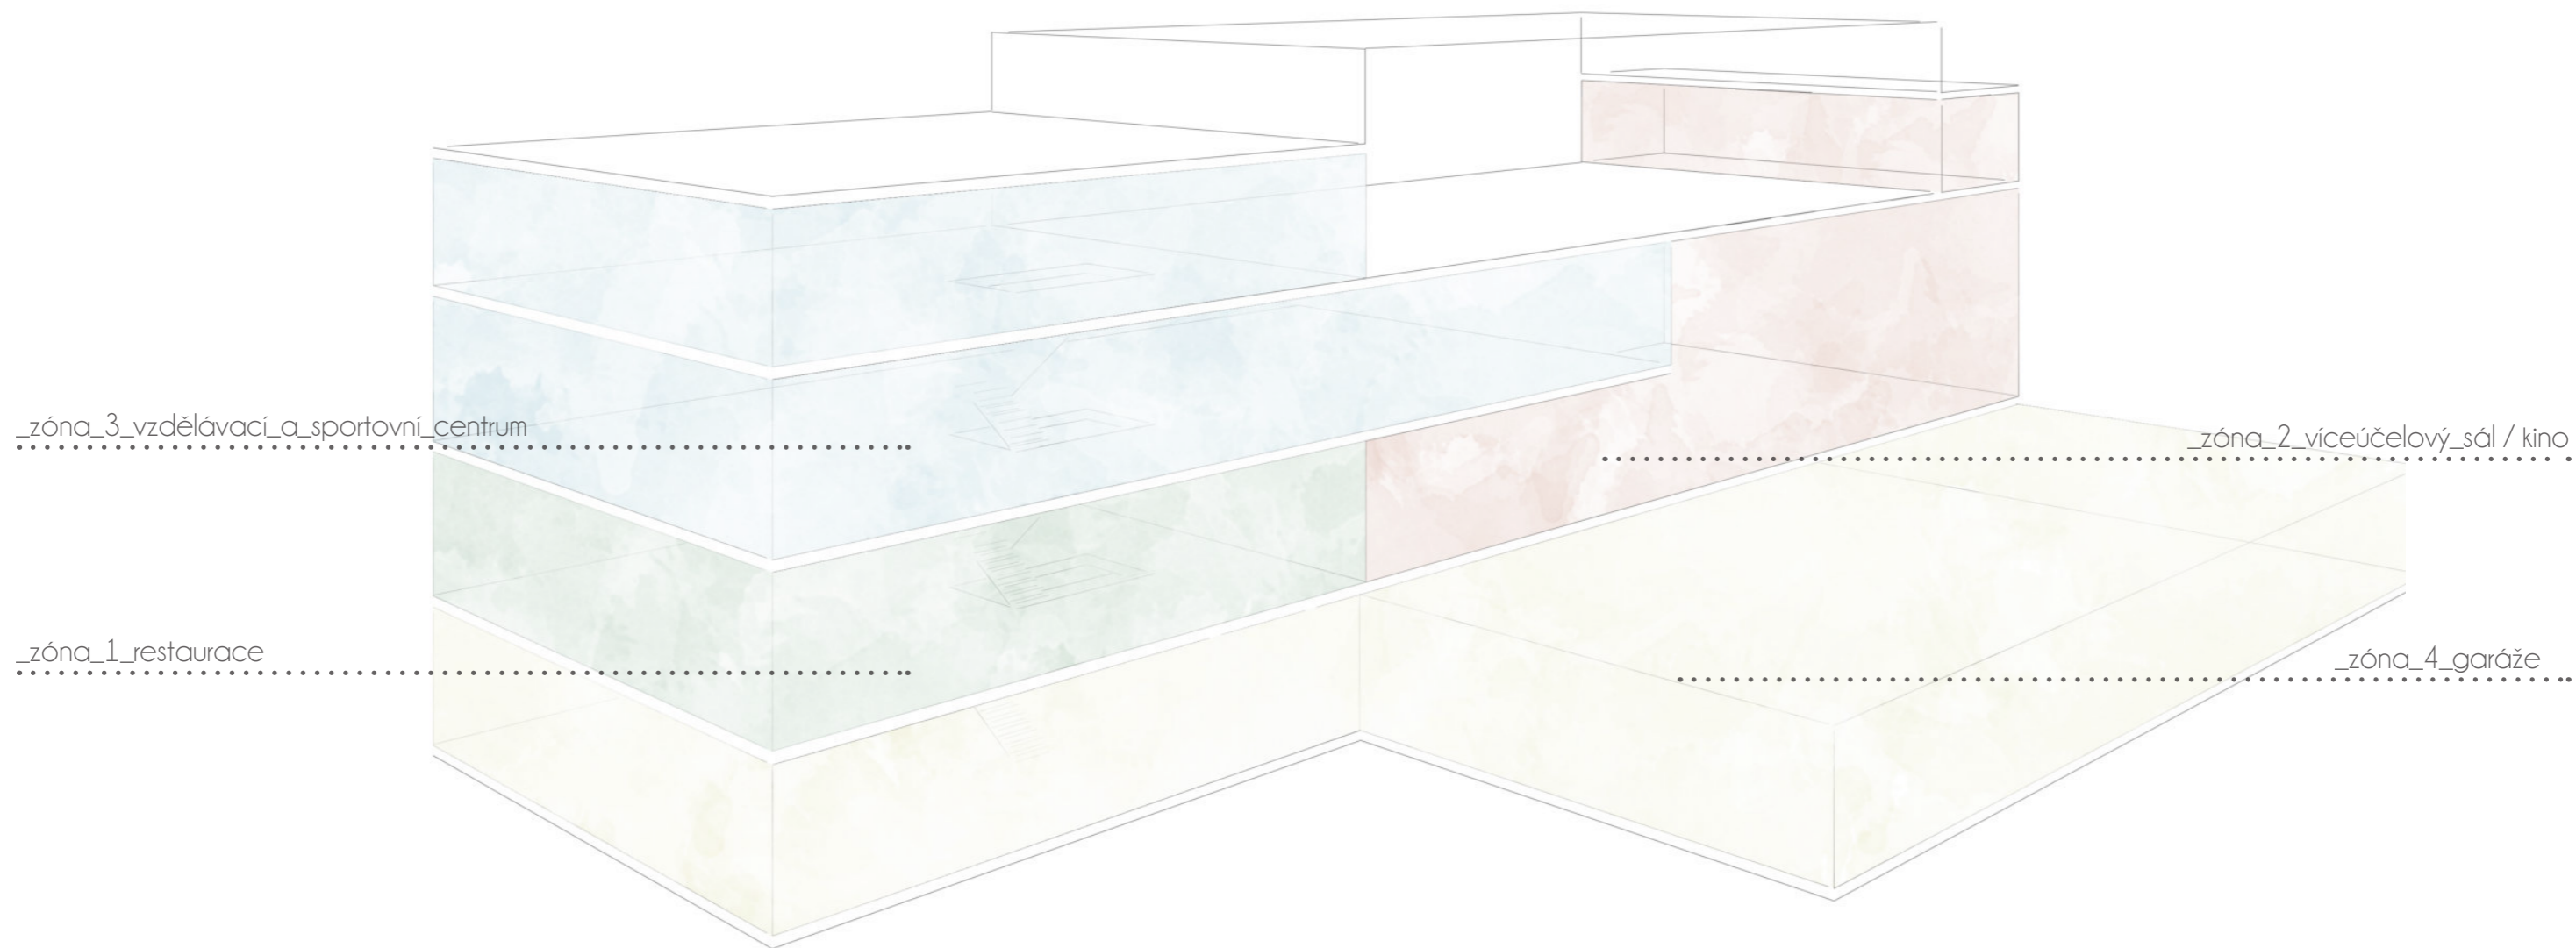 _zóna_3_vzdělávací_a_sportovní_centrum
_zóna_2_víceúčelový_sál / kino
_zóna_1_restaurace
_zóna_4_garáže